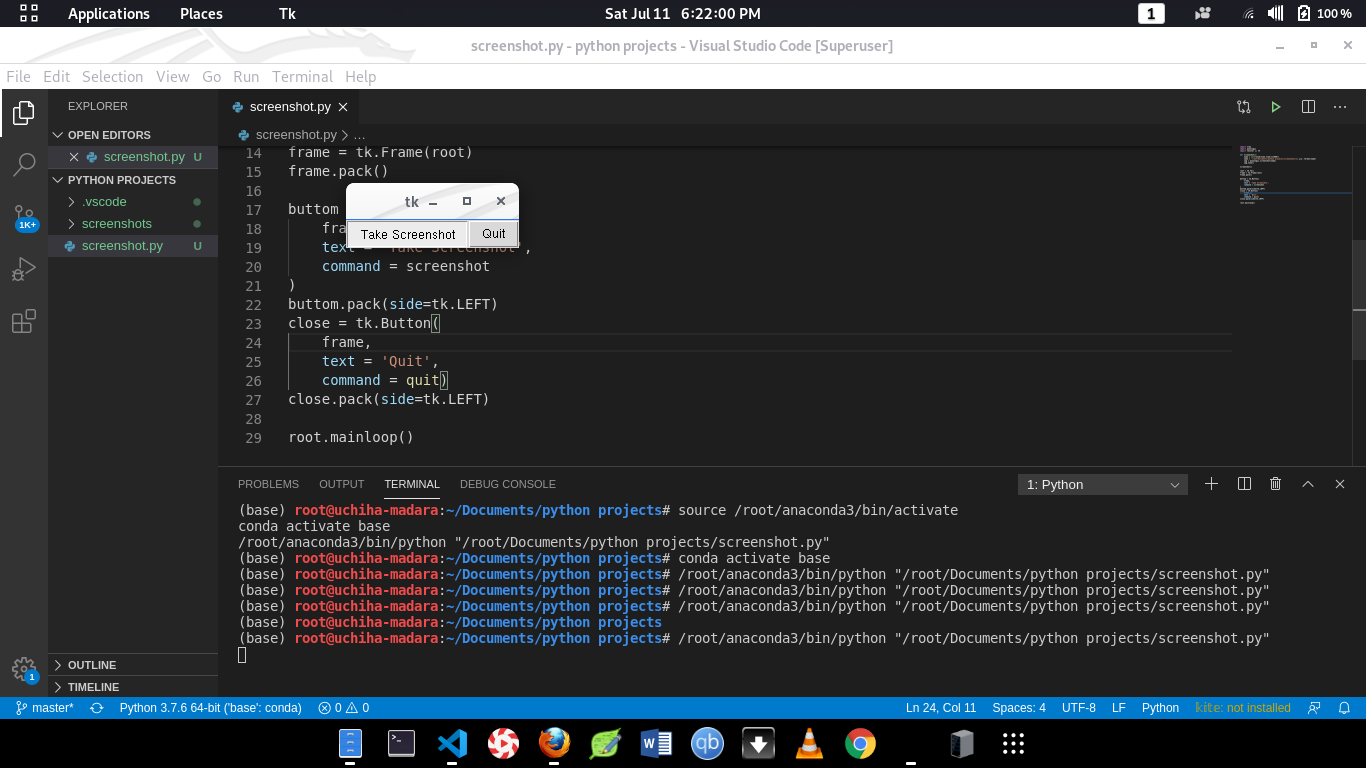 Applications Places Tk Sat Jul 11 6:22:00 PM 1 100 %
screenshot.py - python projects - Visual Studio Code [Superuser]
File Edit Selection View Go Run Terminal Help
EXPLORER
OPEN EDITORS
screenshot.py U
PYTHON PROJECTS
.vscode
screenshots
screenshot.py U
OUTLINE
TIMELINE
1K+
1
screenshot.py
screenshot.py > ...
14 frame = tk.Frame(root)
15 frame.pack()
16
17 buttom
18 fra
19 text = 'Take Screenshot',
20 command = screenshot
21 )
22 buttom.pack(side=tk.LEFT)
23 close = tk.Button(
24 frame,
25 text = 'Quit',
26 command = quit)
27 close.pack(side=tk.LEFT)
28
29 root.mainloop()
tk
Take Screenshot Quit
PROBLEMS OUTPUT TERMINAL DEBUG CONSOLE 1: Python
(base) root@uchiha-madara:~/Documents/python projects# source /root/anaconda3/bin/activate
conda activate base
/root/anaconda3/bin/python "/root/Documents/python projects/screenshot.py"
(base) root@uchiha-madara:~/Documents/python projects# conda activate base
(base) root@uchiha-madara:~/Documents/python projects# /root/anaconda3/bin/python "/root/Documents/python projects/screenshot.py"
(base) root@uchiha-madara:~/Documents/python projects# /root/anaconda3/bin/python "/root/Documents/python projects/screenshot.py"
(base) root@uchiha-madara:~/Documents/python projects# /root/anaconda3/bin/python "/root/Documents/python projects/screenshot.py"
(base) root@uchiha-madara:~/Documents/python projects
(base) root@uchiha-madara:~/Documents/python projects# /root/anaconda3/bin/python "/root/Documents/python projects/screenshot.py"
master* Python 3.7.6 64-bit ('base': conda) 0 0 Ln 24, Col 11 Spaces: 4 UTF-8 LF Python kite: not installed
W qb